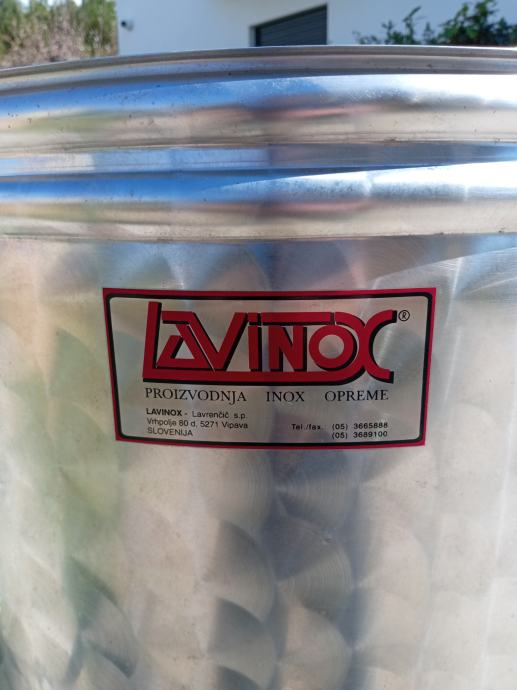 LAVINOX®
PROIZVODNJA INOX OPREME
LAVINOX - Lavrenčič s.p.
Vrhpolje 80 d, 5271 Vipava
SLOVENIJA
Tel./fax.: (05) 3665888
(05) 3689100